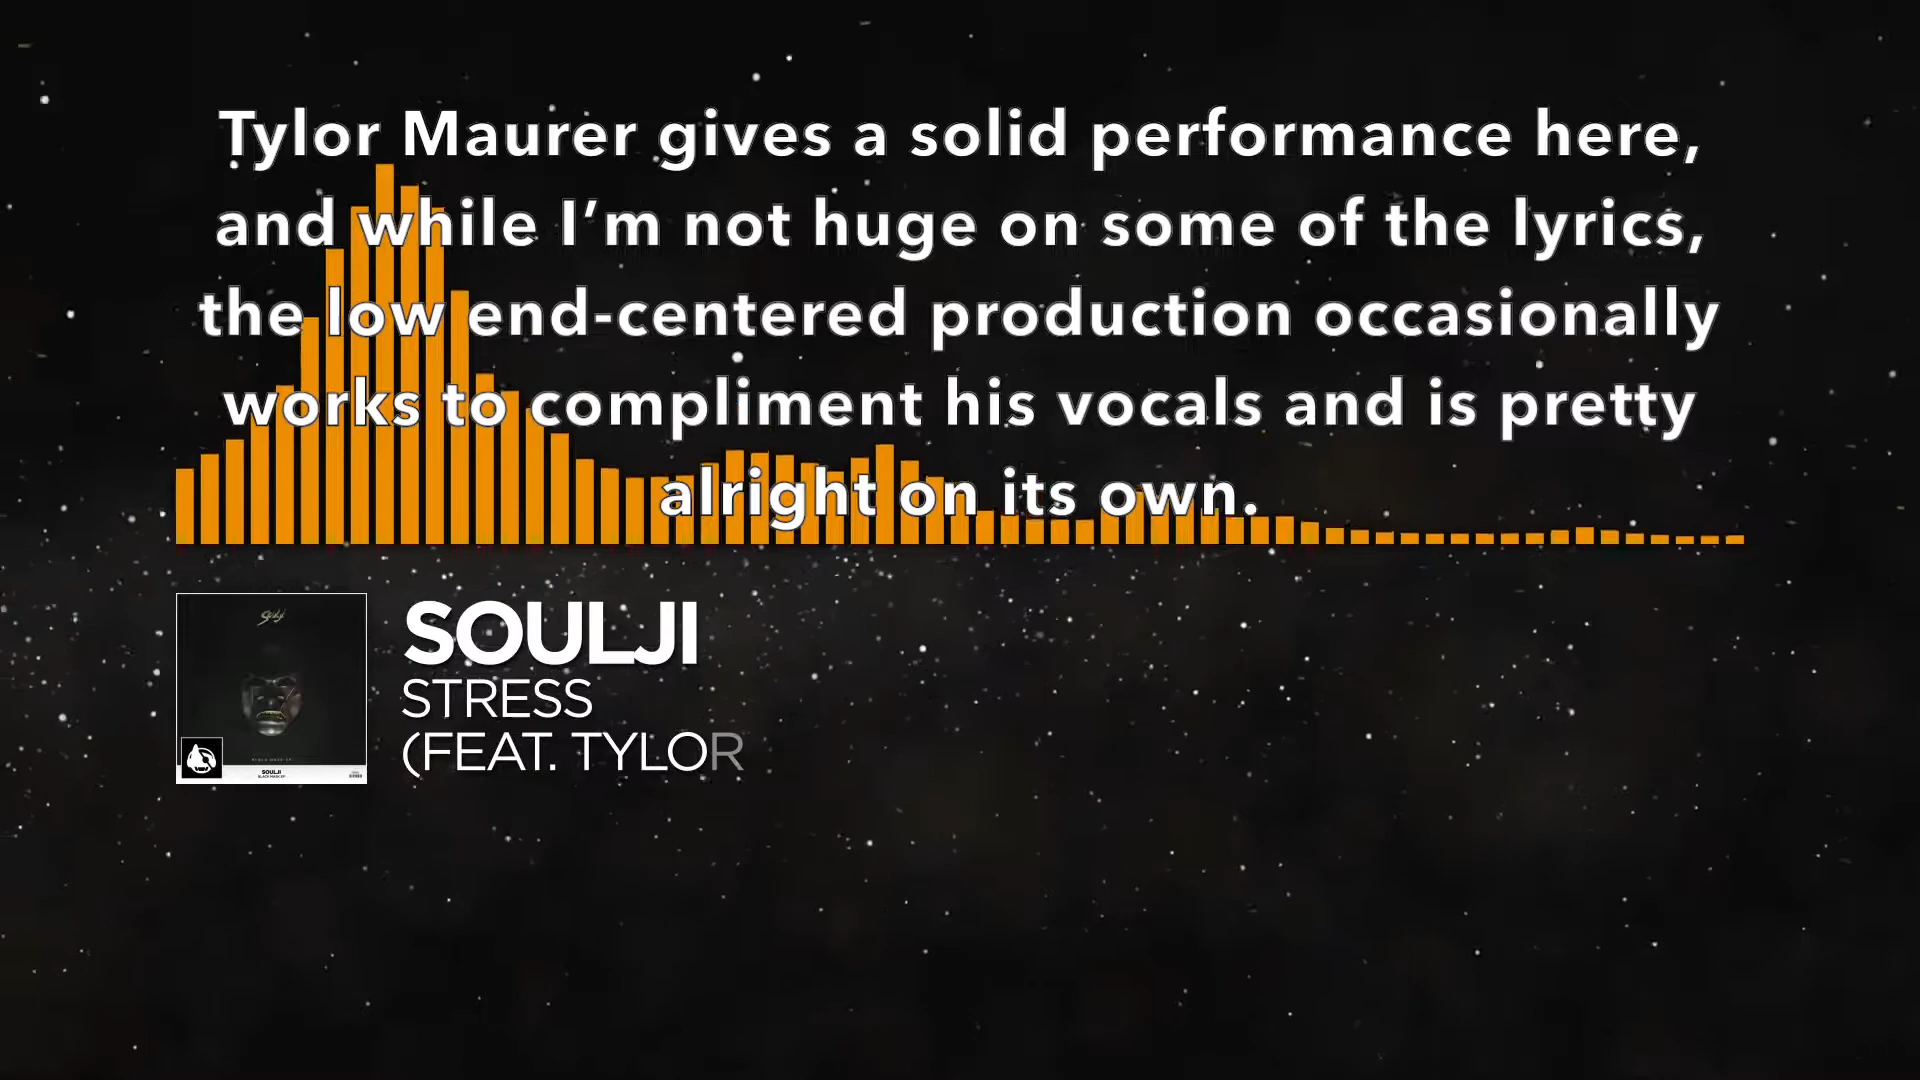 Tylor Maurer gives a solid performance here,
and while I’m not huge on some of the lyrics,
the low end-centered production occasionally
works to compliment his vocals and is pretty
alright on its own.
SOULJI
STRESS
(FEAT. TYLOR
SOULJI